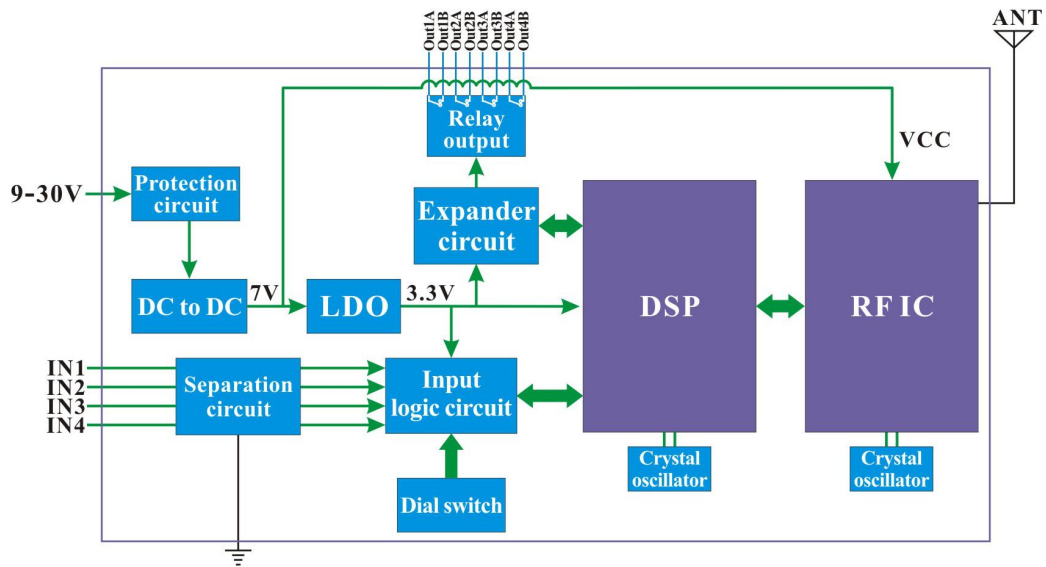 Out1A
Out1B
Out2A
Out2B
Out3A
Out3B
Out4A
Out4B
ANT
Relay
output
VCC
9-30V
Protection
circuit
Expander
circuit
DC to DC
7V
LDO
3.3V
DSP
RF IC
IN1
IN2
IN3
IN4
Separation
circuit
Input
logic circuit
Crystal
oscillator
Crystal
oscillator
Dial switch